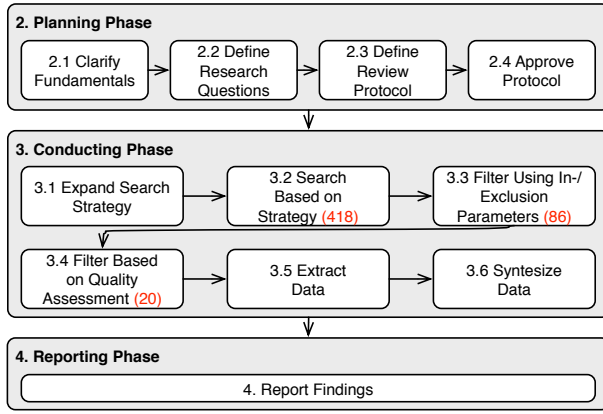 2. Planning Phase
2.1 Clarify
Fundamentals
2.2 Define
Research
Questions
2.3 Define
Review
Protocol
2.4 Approve
Protocol
3. Conducting Phase
3.1 Expand Search
Strategy
3.2 Search
Based on
Strategy (418)
3.3 Filter Using In-/
Exclusion
Parameters (86)
3.4 Filter Based
on Quality
Assessment (20)
3.5 Extract
Data
3.6 Syntesize
Data
4. Reporting Phase
4. Report Findings